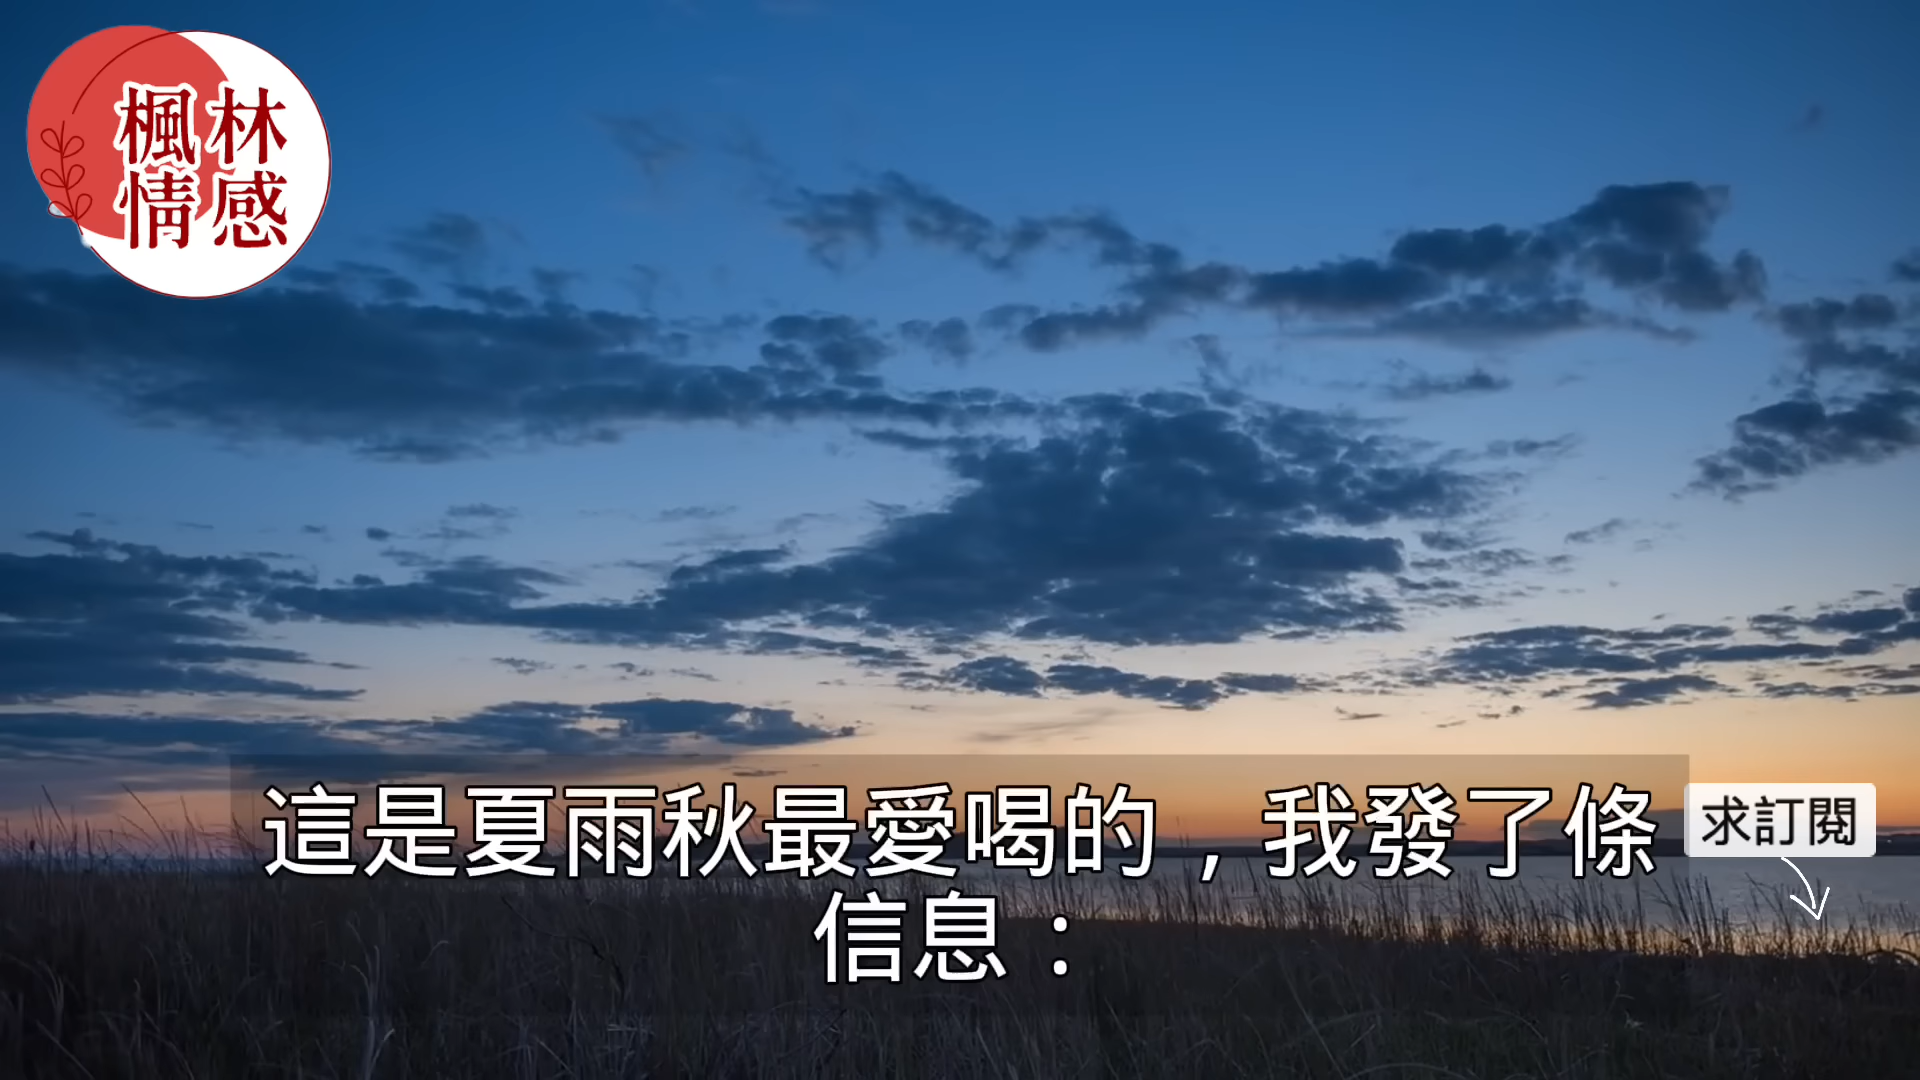 楓林
情感
這是夏雨秋最愛喝的，我發了條
信息：
求訂閱